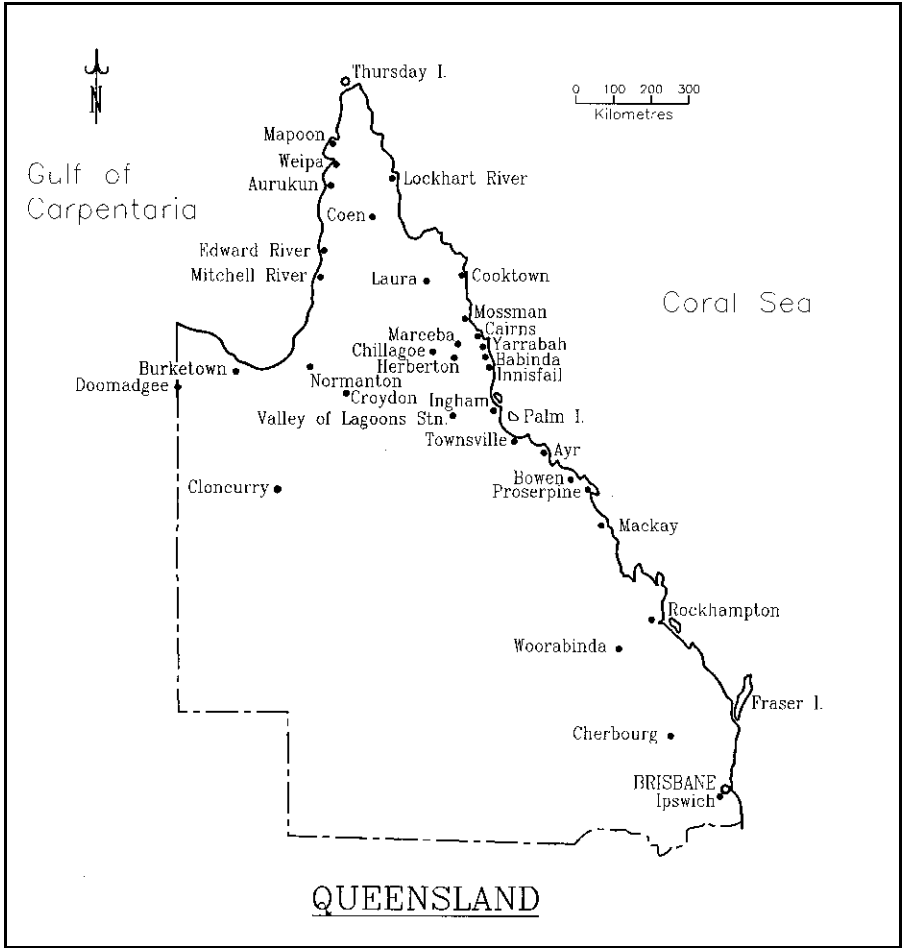 Thursday I.
N
0 100 200 300
Kilometres
Mapoon
Weipa
Gulf of
Carpentaria
Aurukun
Lockhart River
Coen
Edward River
Mitchell River
Laura
Cooktown
Coral Sea
Mossman
Cairns
Mareeba
Yarrabah
Chillagoe
Babinda
Herberton
Innisfail
Burketown
Doomadgee
Normanton
Croydon
Ingham
Valley of Lagoons Stn.
Palm I.
Townsville
Ayr
Bowen
Proserpine
Cloncurry
Mackay
Rockhampton
Woorabinda
Fraser I.
Cherbourg
BRISBANE
Ipswich
QUEENSLAND